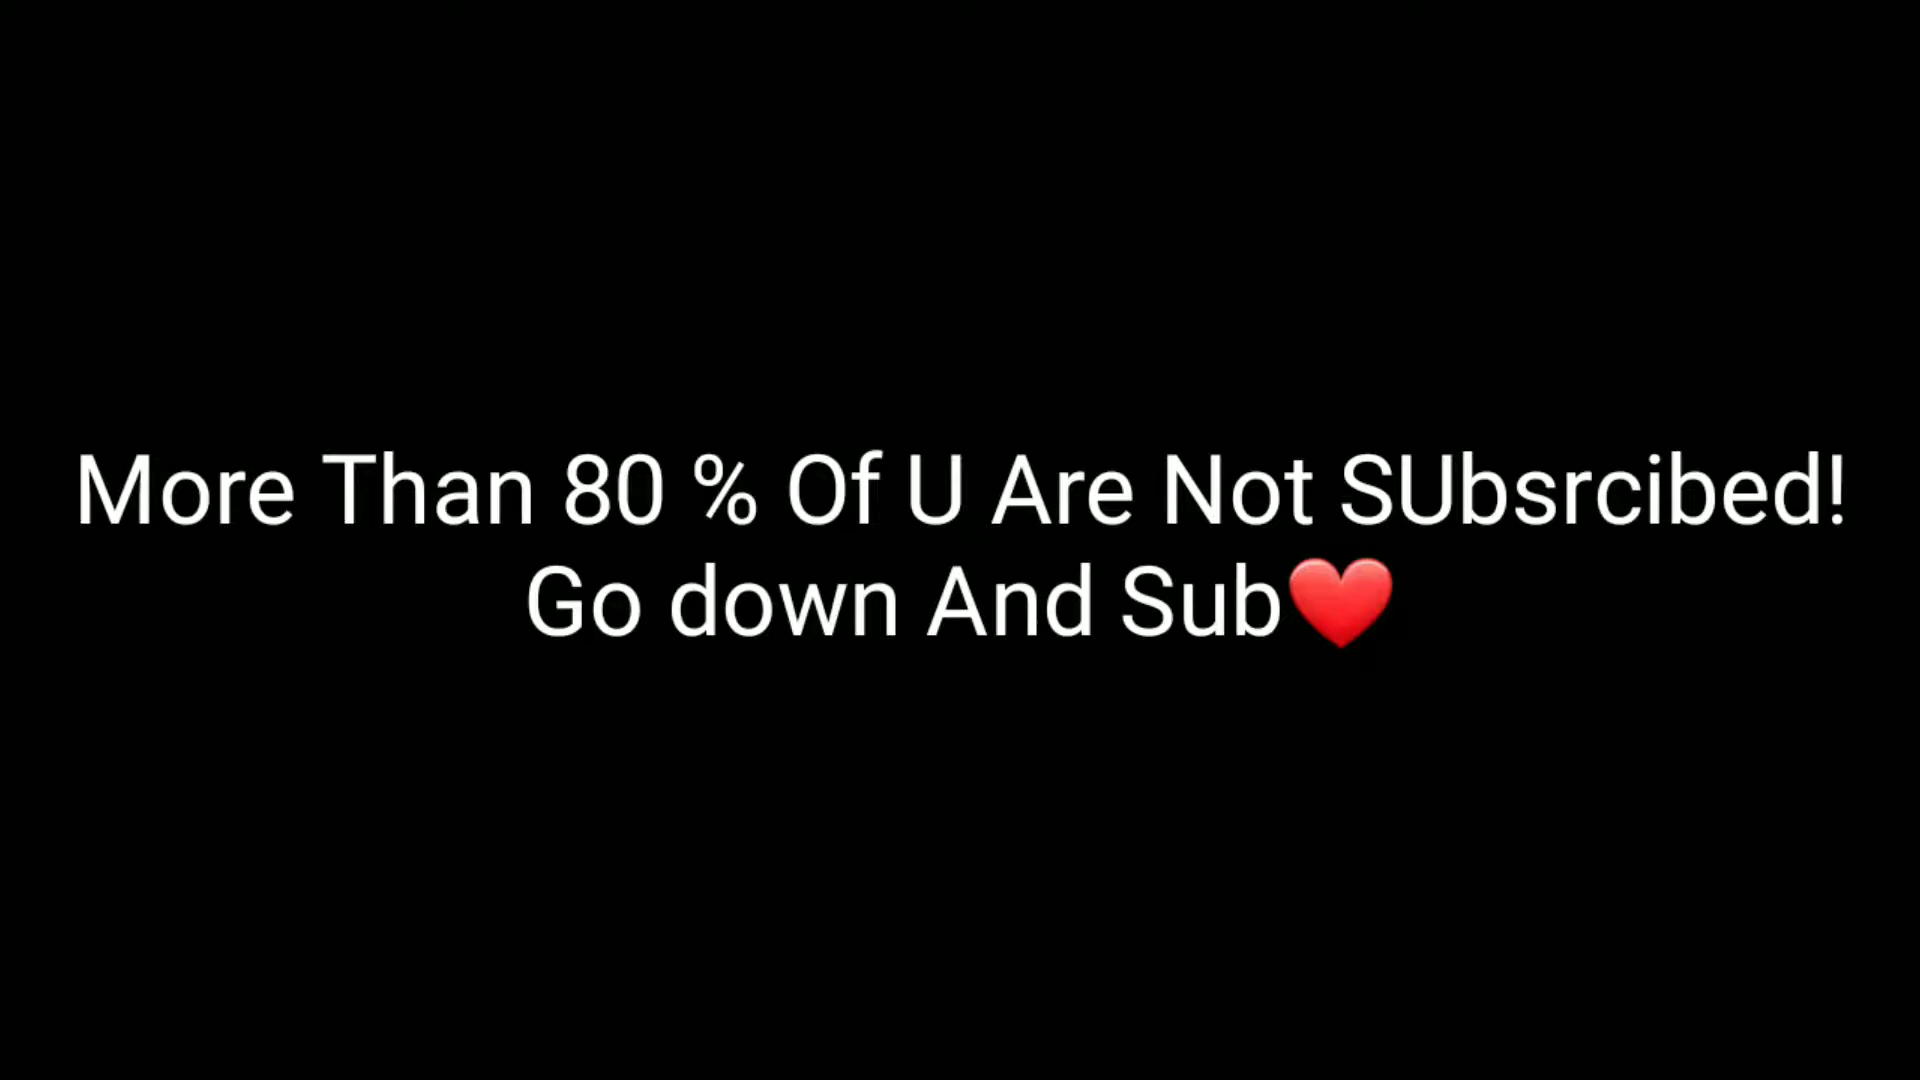 More Than 80 % Of U Are Not SUbsrcibed!
Go down And Sub❤️